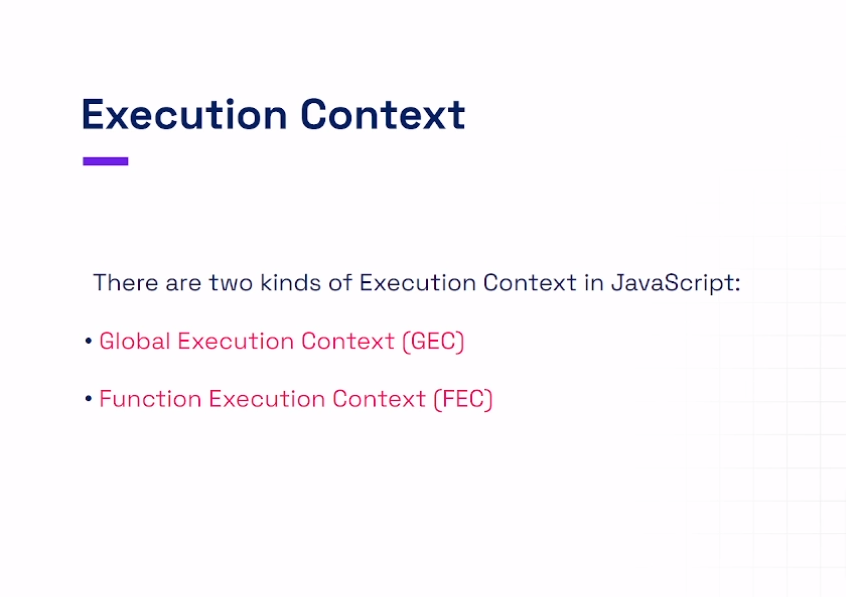 Execution Context
There are two kinds of Execution Context in JavaScript:
• Global Execution Context (GEC)
• Function Execution Context (FEC)